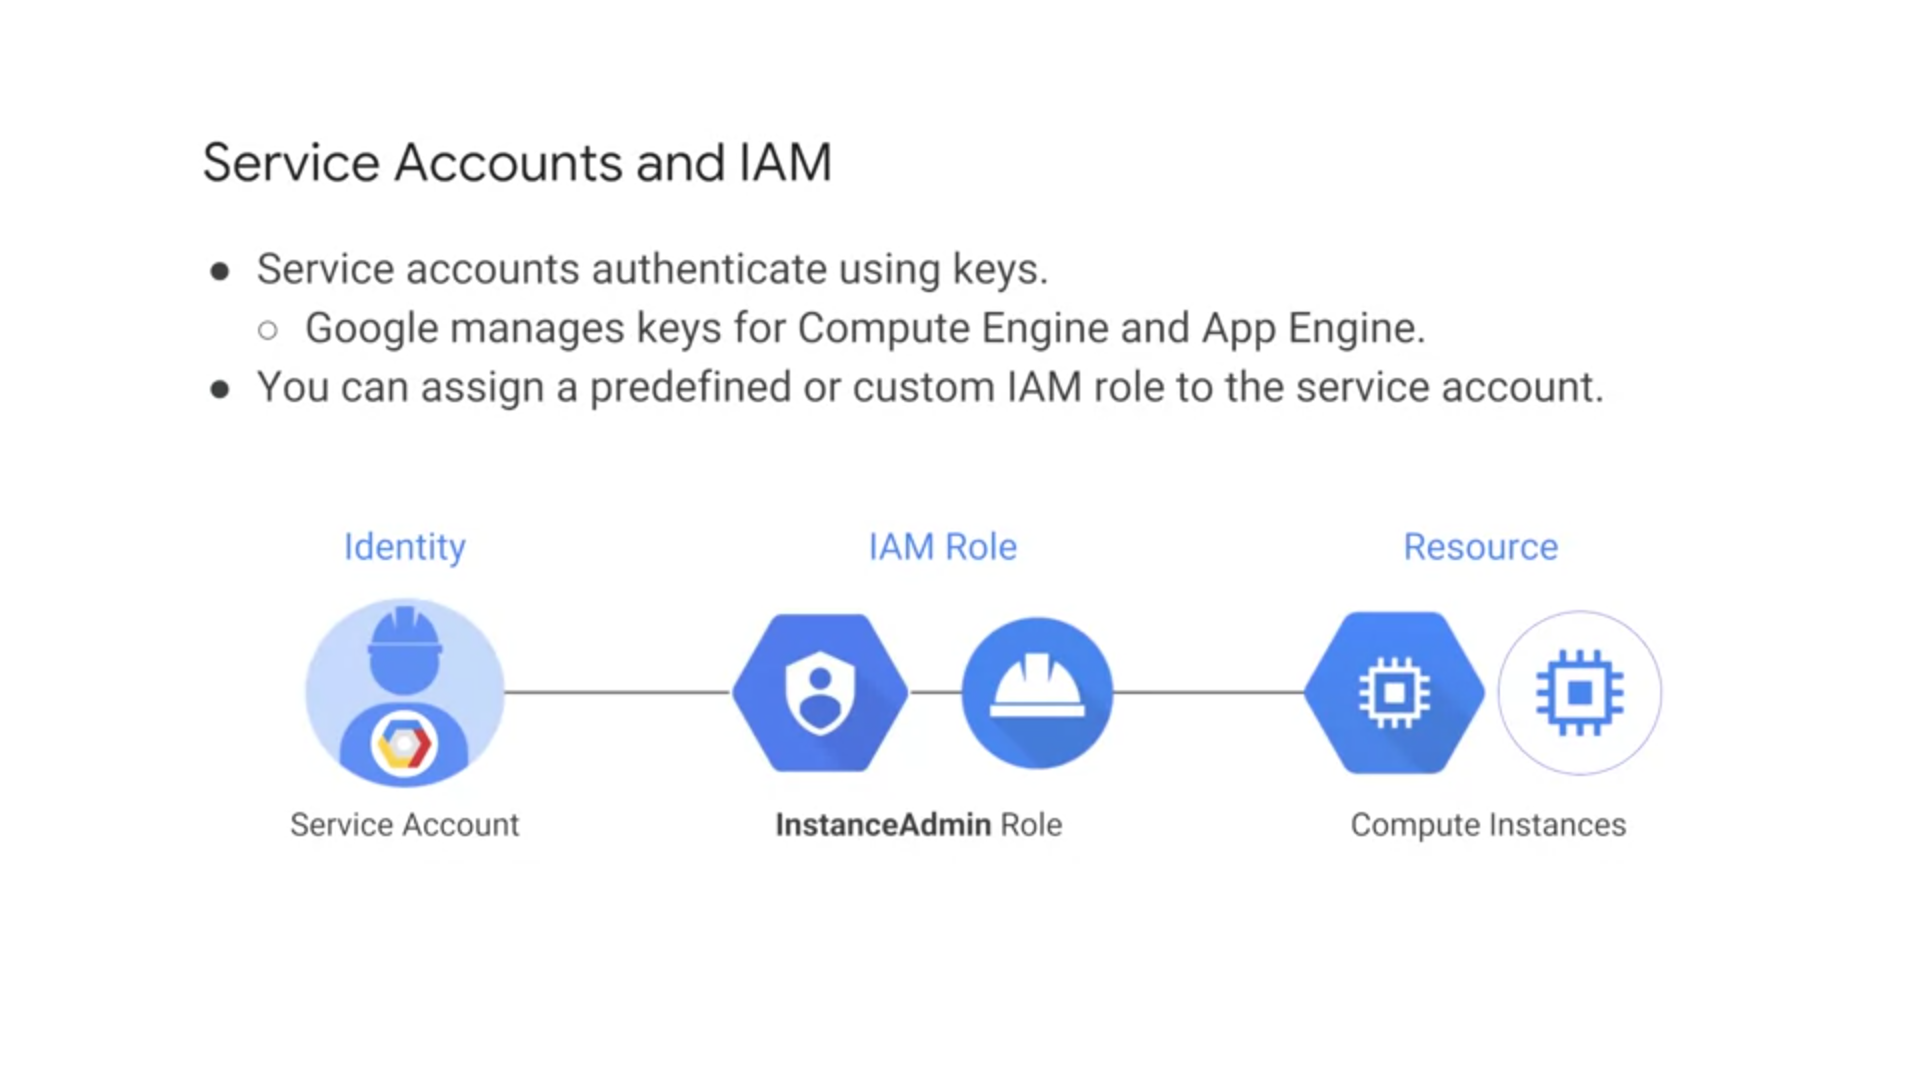 Service Accounts and IAM
● Service accounts authenticate using keys.
○ Google manages keys for Compute Engine and App Engine.
● You can assign a predefined or custom IAM role to the service account.
Identity
IAM Role
Resource
Service Account
InstanceAdmin Role
Compute Instances